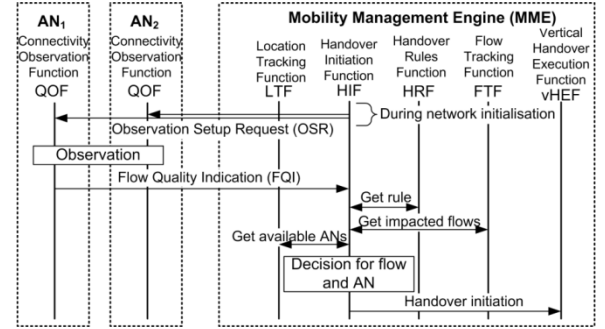 AN₁
Connectivity
Observation
Function
QOF
AN₂
Connectivity
Observation
Function
QOF
Mobility Management Engine (MME)
Location
Tracking
Function
LTF
Handover
Initiation
Function
HIF
Handover
Rules
Function
HRF
Flow
Tracking
Function
FTF
Vertical
Handover
Execution
Function
vHEF
During network initialisation
Observation Setup Request (OSR)
Observation
Flow Quality Indication (FQI)
Get rule
Get impacted flows
Get available ANs
Decision for flow
and AN
Handover initiation